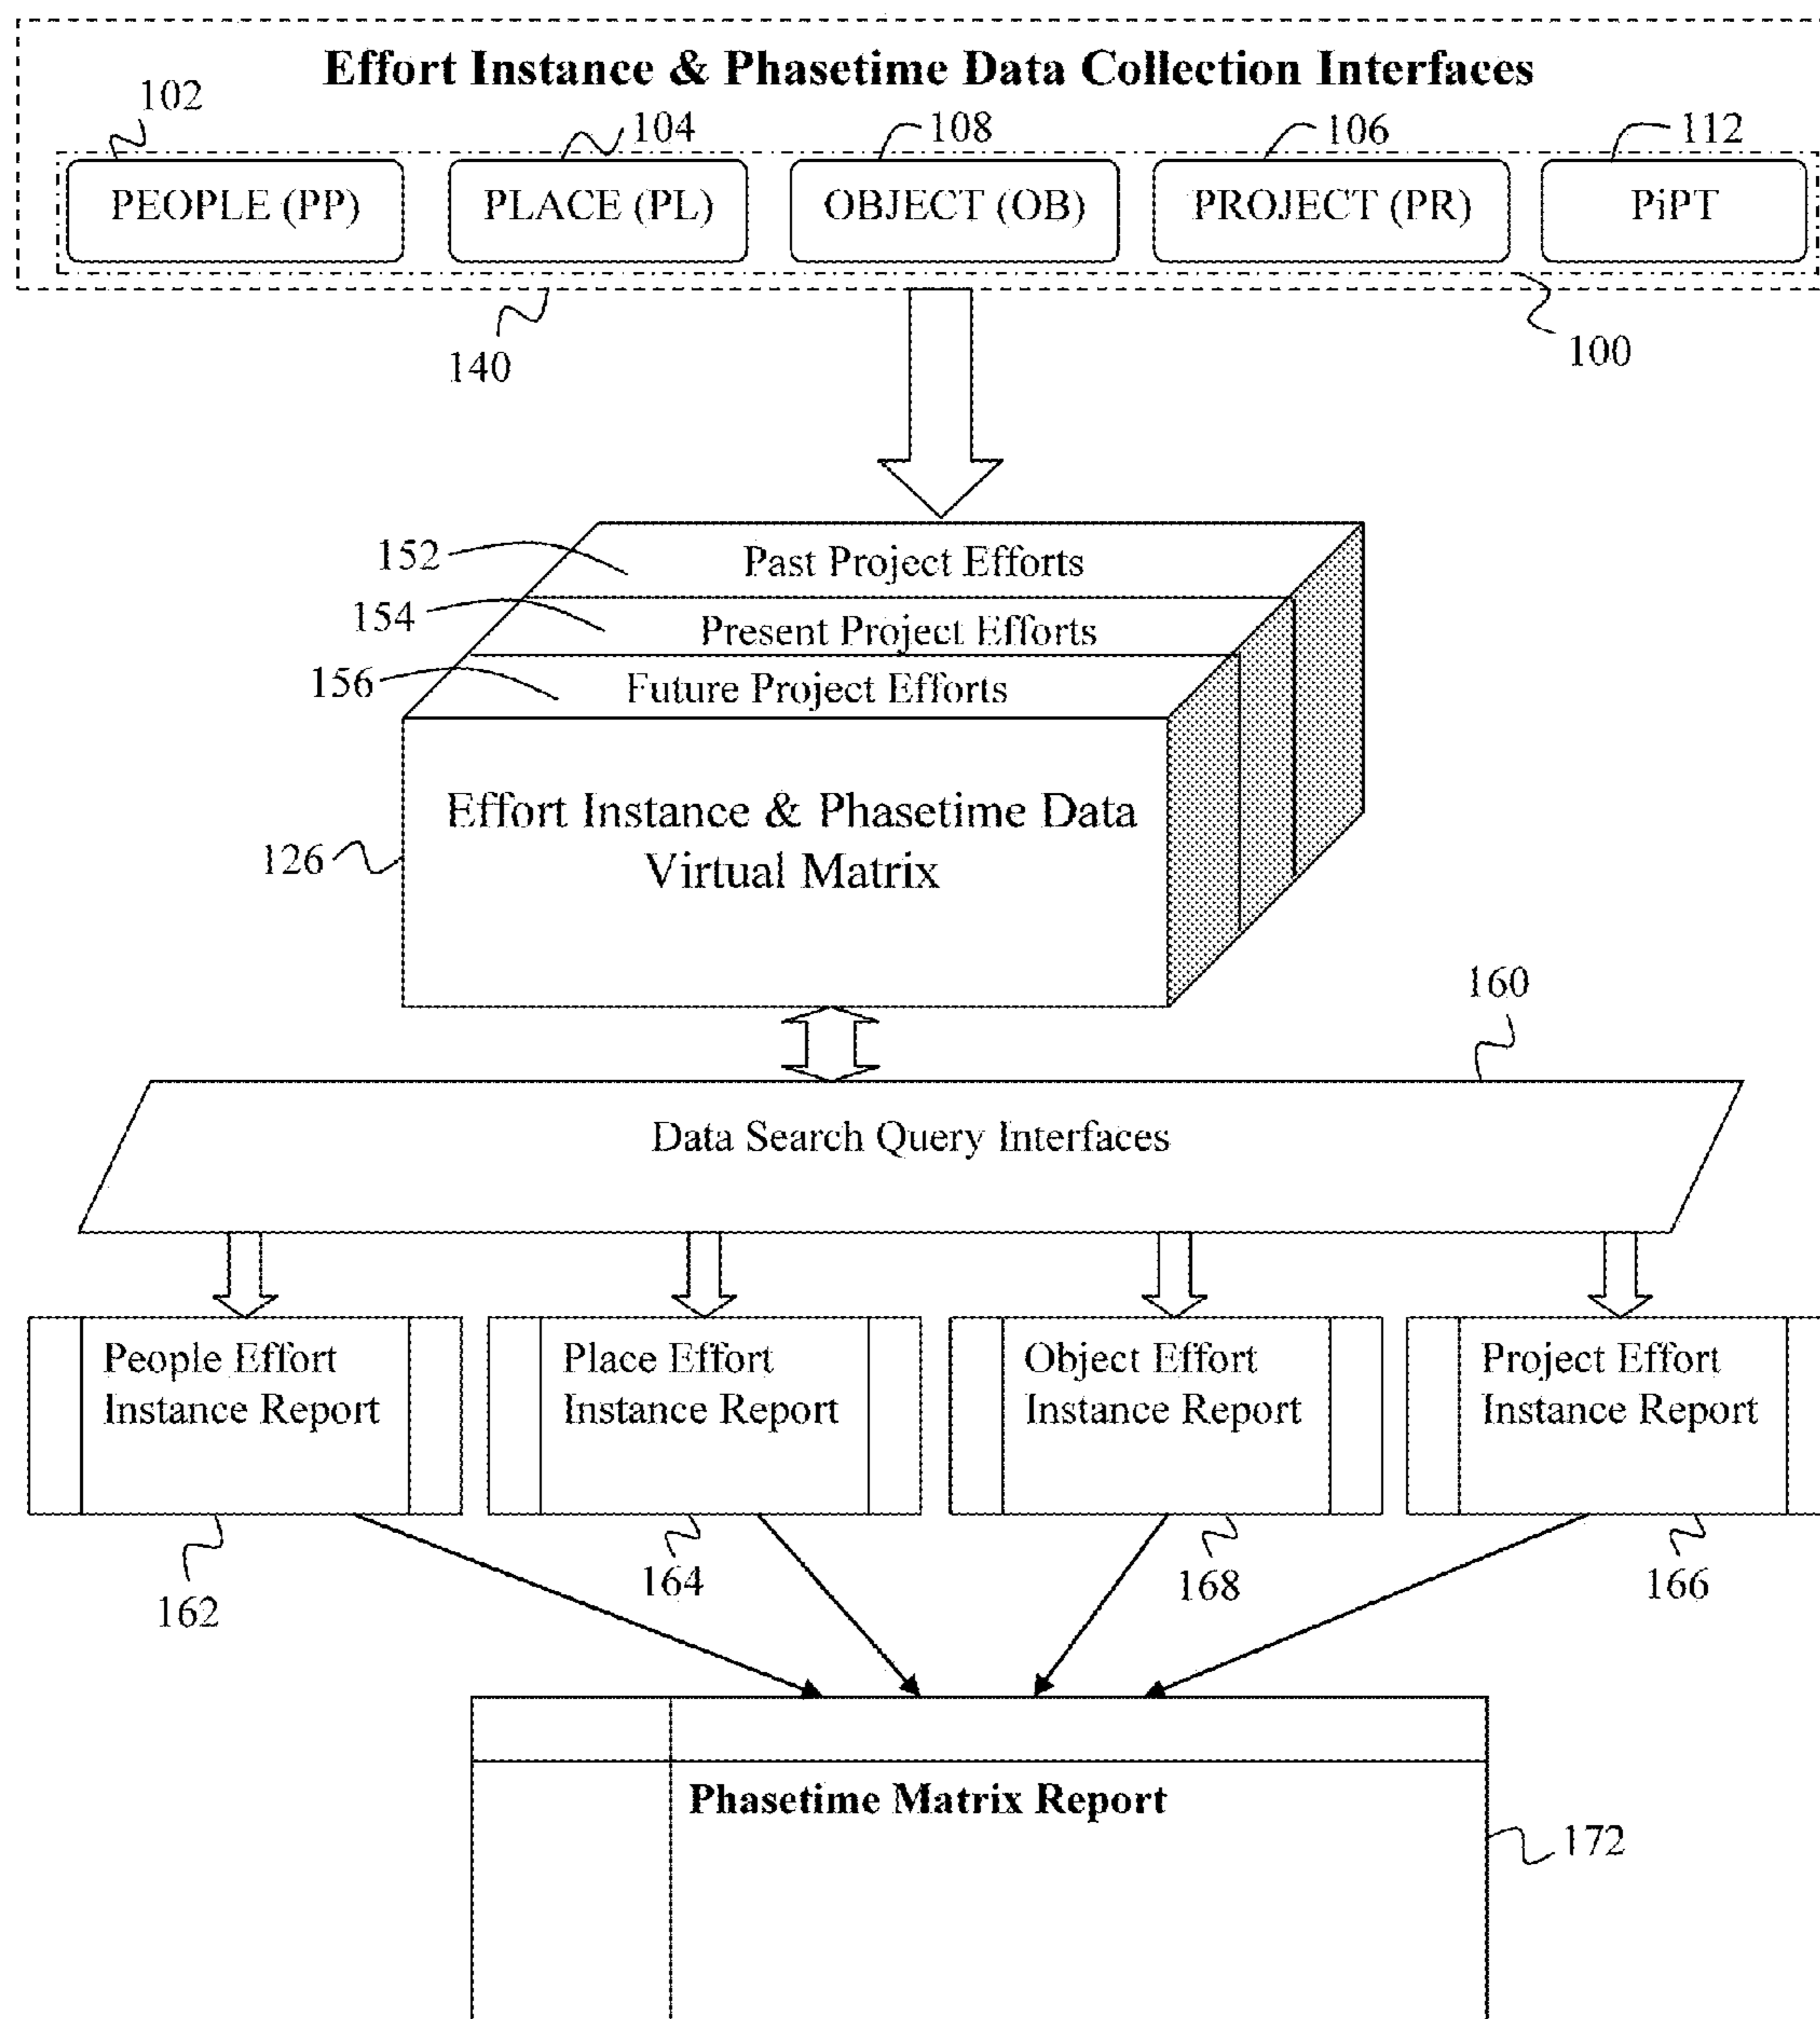 Effort Instance & Phasetime Data Collection Interfaces
102
104
108
106
112
PEOPLE (PP)
PLACE (PL)
OBJECT (OB)
PROJECT (PR)
PiPT
140
100
152
Past Project Efforts
154
Present Project Efforts
156
Future Project Efforts
Effort Instance & Phasetime Data
Virtual Matrix
126
160
Data Search Query Interfaces
People Effort
Instance Report
Place Effort
Instance Report
Object Effort
Instance Report
Project Effort
Instance Report
162
164
168
166
Phasetime Matrix Report
172